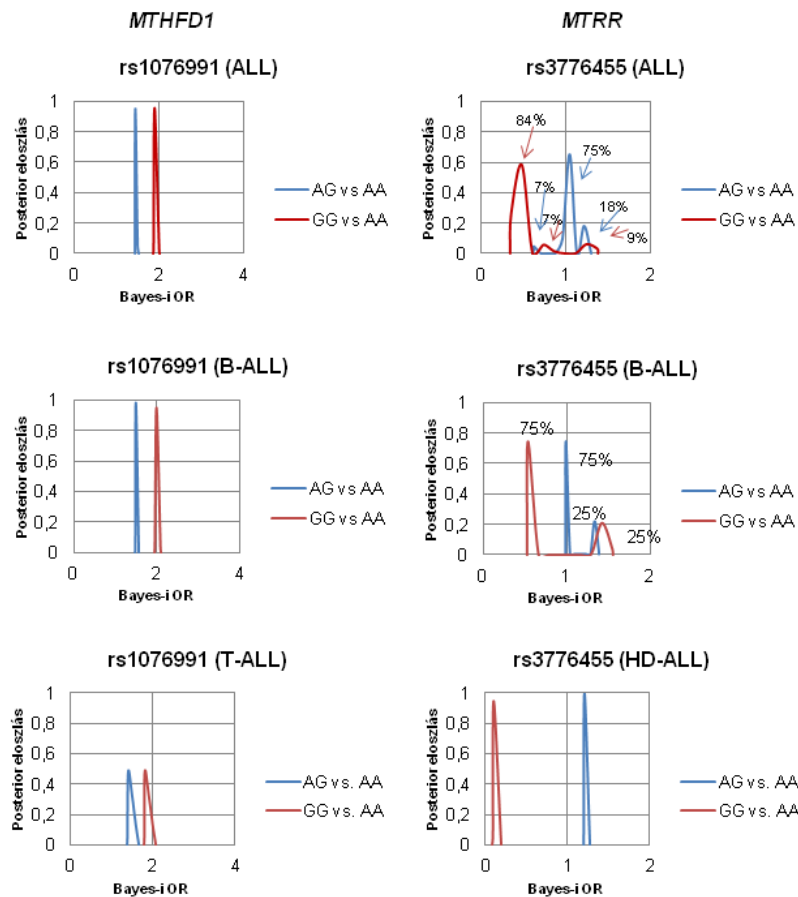 MTHFD1
MTRR
rs1076991 (ALL)
Posterior eloszlás
1
0,8
0,6
0,4
0,2
0
0 2 4
Bayes-i OR
AG vs AA
GG vs AA
rs3776455 (ALL)
Posterior eloszlás
1
0,8
0,6
0,4
0,2
0
84%
75%
7%
7%
18%
9%
0 1 2
Bayes-i OR
AG vs AA
GG vs AA
rs1076991 (B-ALL)
Posterior eloszlás
1
0,8
0,6
0,4
0,2
0
0 2 4
Bayes-i OR
AG vs AA
GG vs AA
rs3776455 (B-ALL)
Posterior eloszlás
1
0,8
0,6
0,4
0,2
0
75%
75%
25%
25%
0 1 2
Bayes-i OR
AG vs AA
GG vs AA
rs1076991 (T-ALL)
Posterior eloszlás
1
0,8
0,6
0,4
0,2
0
0 2 4
Bayes-i OR
AG vs. AA
GG vs. AA
rs3776455 (HD-ALL)
Posterior eloszlás
1
0,8
0,6
0,4
0,2
0
0 1 2
Bayes-i OR
AG vs. AA
GG vs. AA